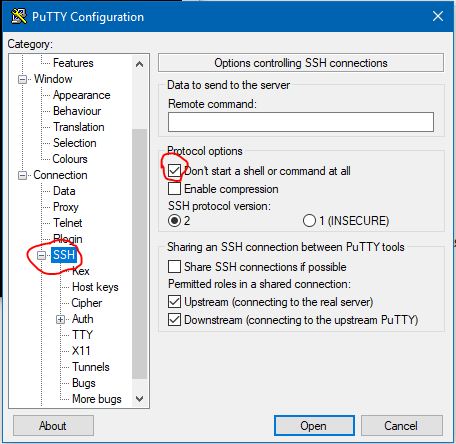 PuTTY Configuration
Category:
Features
Window
Appearance
Behaviour
Translation
Selection
Colours
Connection
Data
Proxy
Telnet
Rlogin
SSH
Kex
Host keys
Cipher
Auth
TTY
X11
Tunnels
Bugs
More bugs
Options controlling SSH connections
Data to send to the server
Remote command:
Protocol options
Don't start a shell or command at all
Enable compression
SSH protocol version:
2 1 (INSECURE)
Sharing an SSH connection between PuTTY tools
Share SSH connections if possible
Permitted roles in a shared connection:
Upstream (connecting to the real server)
Downstream (connecting to the upstream PuTTY)
About Open Cancel